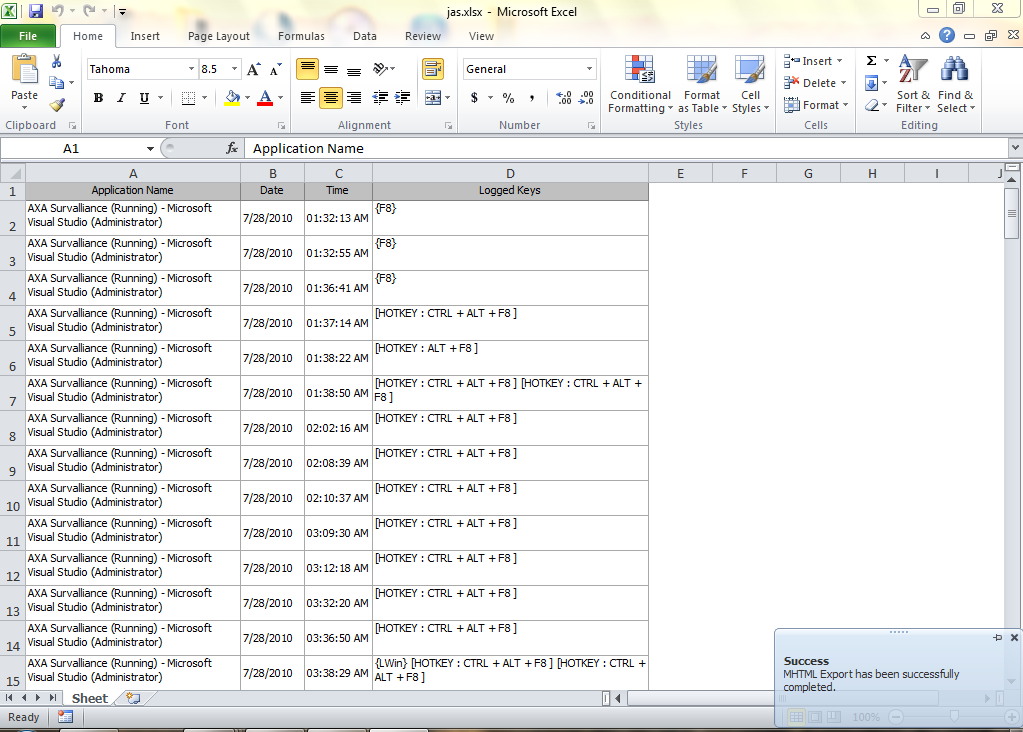 jas.xlsx - Microsoft Excel
File Home Insert Page Layout Formulas Data Review View
Paste
Tahoma 8.5
B I U
General
$ % ,
Conditional Formatting
Format as Table
Cell Styles
Insert
Delete
Format
Σ
Sort & Filter
Find & Select
Clipboard Font Alignment Number Styles Cells Editing
A1 fx Application Name
A B C D E F G H I J
1 Application Name Date Time Logged Keys
2 AXA Survalliance (Running) - Microsoft Visual Studio (Administrator) 7/28/2010 01:32:13 AM {F8}
3 AXA Survalliance (Running) - Microsoft Visual Studio (Administrator) 7/28/2010 01:32:55 AM {F8}
4 AXA Survalliance (Running) - Microsoft Visual Studio (Administrator) 7/28/2010 01:36:41 AM {F8}
5 AXA Survalliance (Running) - Microsoft Visual Studio (Administrator) 7/28/2010 01:37:14 AM [HOTKEY : CTRL + ALT + F8 ]
6 AXA Survalliance (Running) - Microsoft Visual Studio (Administrator) 7/28/2010 01:38:22 AM [HOTKEY : ALT + F8 ]
7 AXA Survalliance (Running) - Microsoft Visual Studio (Administrator) 7/28/2010 01:38:50 AM [HOTKEY : CTRL + ALT + F8 ] [HOTKEY : CTRL + ALT + F8 ]
8 AXA Survalliance (Running) - Microsoft Visual Studio (Administrator) 7/28/2010 02:02:16 AM [HOTKEY : CTRL + ALT + F8 ]
9 AXA Survalliance (Running) - Microsoft Visual Studio (Administrator) 7/28/2010 02:08:39 AM [HOTKEY : CTRL + ALT + F8 ]
10 AXA Survalliance (Running) - Microsoft Visual Studio (Administrator) 7/28/2010 02:10:37 AM [HOTKEY : CTRL + ALT + F8 ]
11 AXA Survalliance (Running) - Microsoft Visual Studio (Administrator) 7/28/2010 03:09:30 AM [HOTKEY : CTRL + ALT + F8 ]
12 AXA Survalliance (Running) - Microsoft Visual Studio (Administrator) 7/28/2010 03:12:18 AM [HOTKEY : CTRL + ALT + F8 ]
13 AXA Survalliance (Running) - Microsoft Visual Studio (Administrator) 7/28/2010 03:32:20 AM [HOTKEY : CTRL + ALT + F8 ]
14 AXA Survalliance (Running) - Microsoft Visual Studio (Administrator) 7/28/2010 03:36:50 AM [HOTKEY : CTRL + ALT + F8 ]
15 AXA Survalliance (Running) - Microsoft Visual Studio (Administrator) 7/28/2010 03:38:29 AM {LWin} [HOTKEY : CTRL + ALT + F8 ] [HOTKEY : CTRL + ALT + F8 ]
Success
MHTML Export has been successfully
completed.
Sheet
Ready 100%